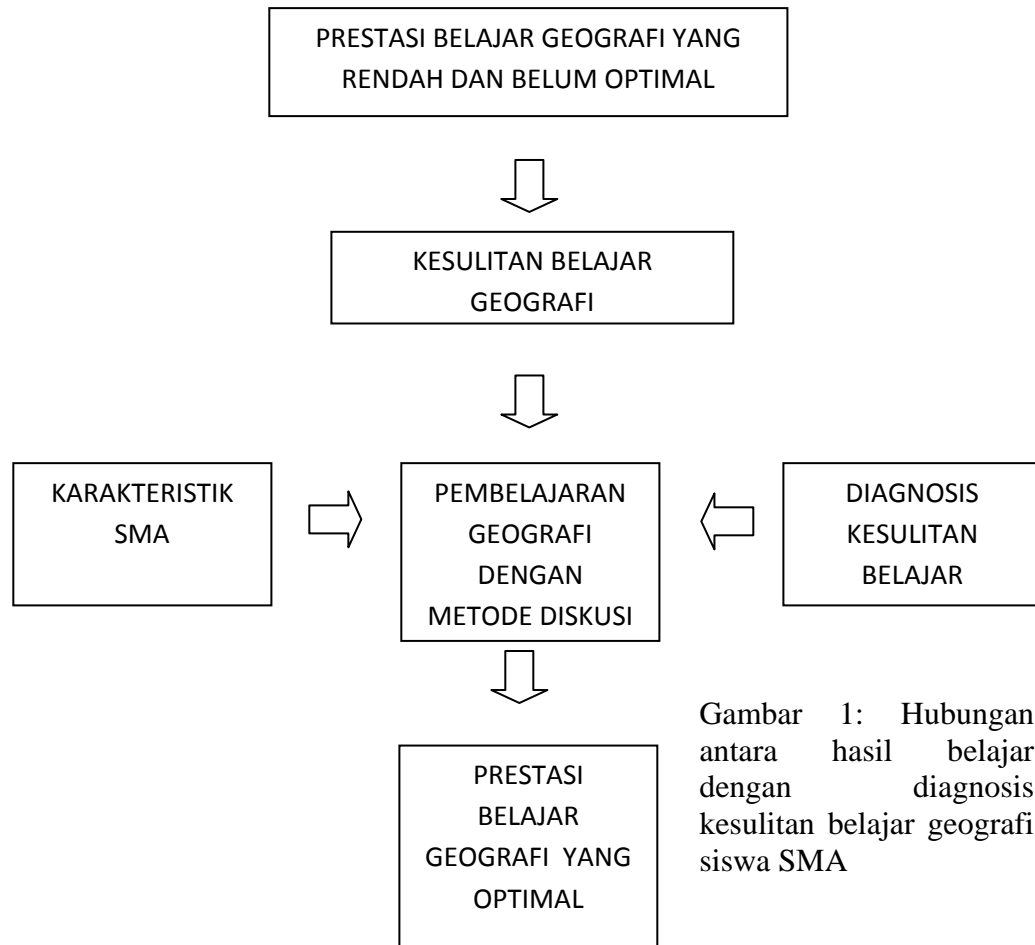 PRESTASI BELAJAR GEOGRAFI YANG
RENDAH DAN BELUM OPTIMAL
KESULITAN BELAJAR
GEOGRAFI
KARAKTERISTIK
SMA
PEMBELAJARAN
GEOGRAFI
DENGAN
METODE DISKUSI
DIAGNOSIS
KESULITAN
BELAJAR
PRESTASI
BELAJAR
GEOGRAFI YANG
OPTIMAL
Gambar 1: Hubungan
antara hasil belajar
dengan diagnosis
kesulitan belajar geografi
siswa SMA